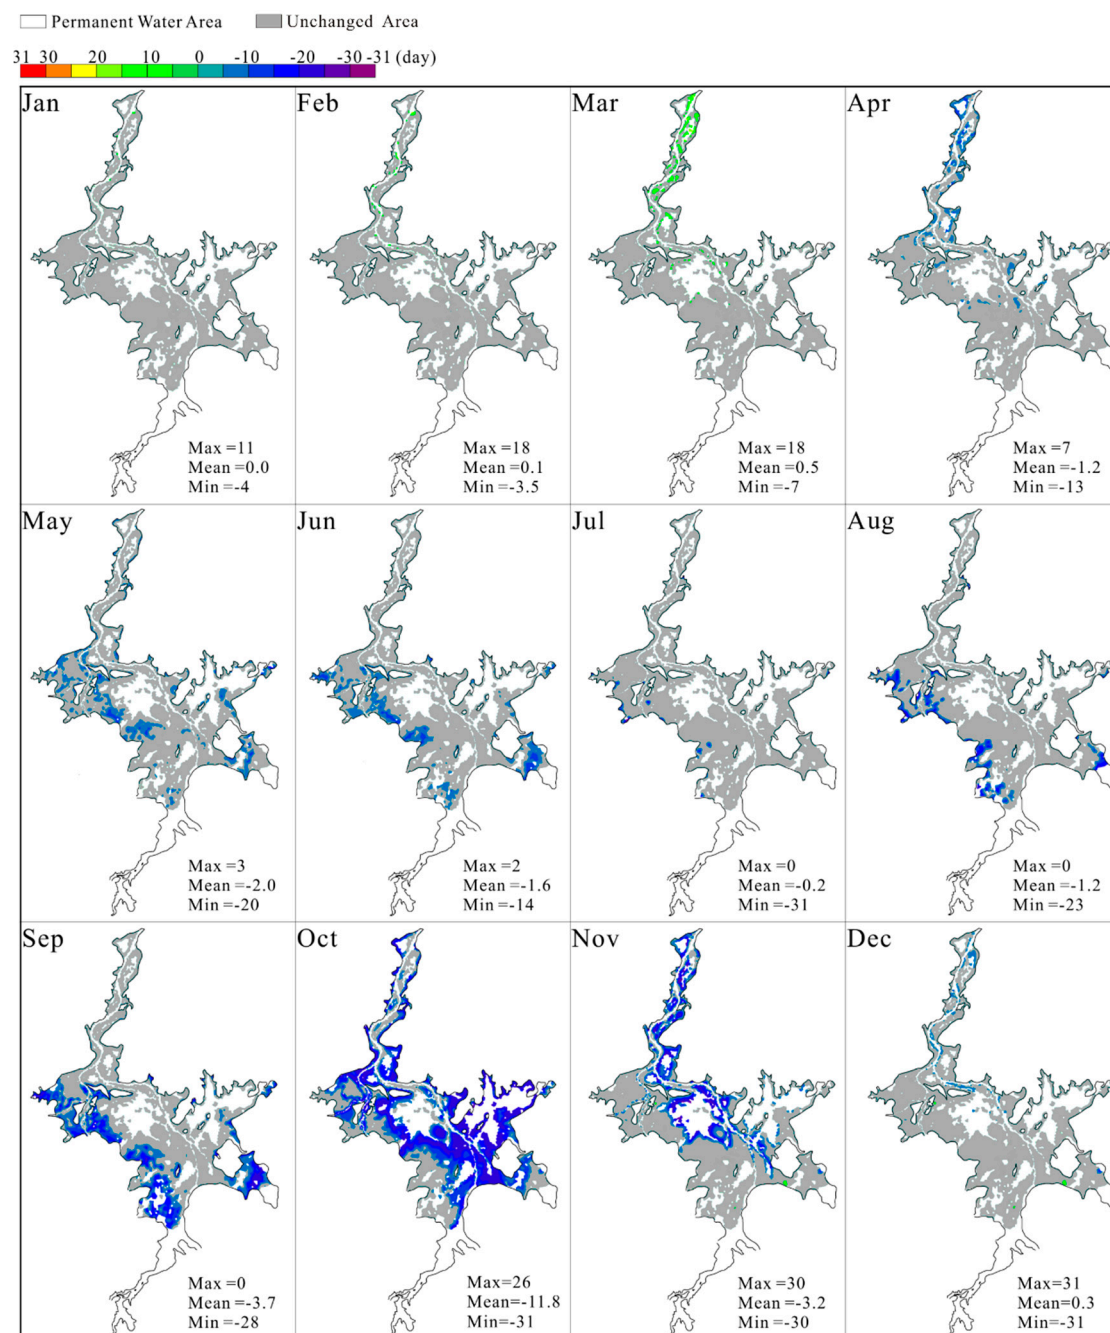 Permanent Water Area Unchanged Area
31 30 20 10 0 -10 -20 -30 -31 (day)
Jan Feb Mar Apr
Max =11 Max =18 Max =18 Max =7
Mean =0.0 Mean =0.1 Mean =0.5 Mean =-1.2
Min =-4 Min =-3.5 Min =-7 Min =-13
May Jun Jul Aug
Max =3 Max =2 Max =0 Max =0
Mean =-2.0 Mean =-1.6 Mean =-0.2 Mean =-1.2
Min =-20 Min =-14 Min =-31 Min =-23
Sep Oct Nov Dec
Max =0 Max=26 Max =30 Max=31
Mean =-3.7 Mean=-11.8 Mean =-3.2 Mean=0.3
Min =-28 Min =-31 Min =-30 Min=-31